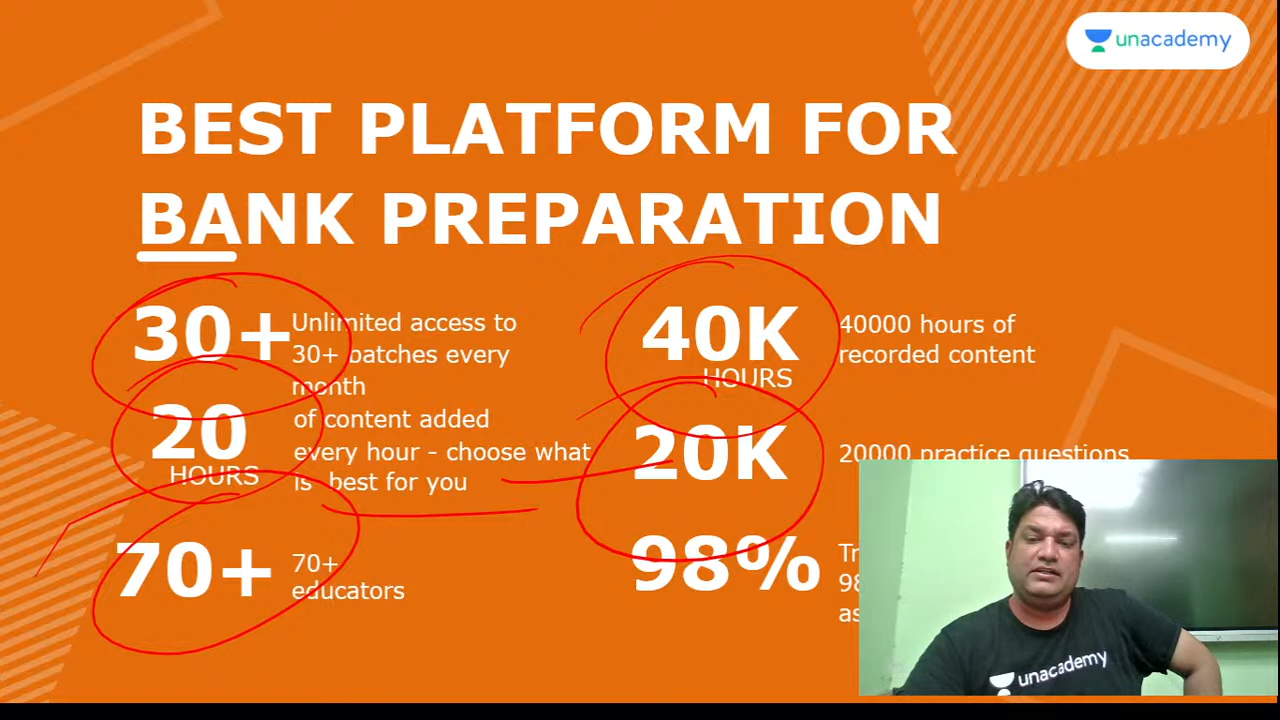 unacademy
BEST PLATFORM FOR
BANK PREPARATION
30+
Unlimited access to
30+ batches every
month
20
HOURS
of content added
every hour - choose what
is best for you
70+
70+
educators
40K
HOURS
40000 hours of
recorded content
20K
20000 practice questions
98%
unacademy